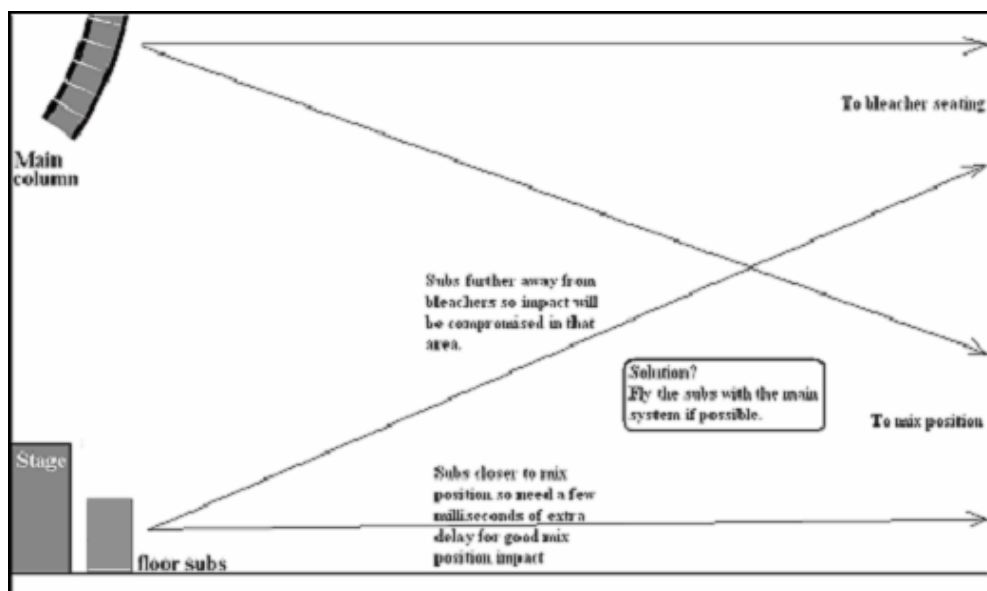 To bleacher seating
Main
column
Subs further away from
bleachers so impact will
be compromised in that
area.
Solution?
Fly the subs with the main
system if possible.
To mix position
Stage
Subs closer to mix
position so need a few
milliseconds of extra
delay for good mix
position impact
floor subs